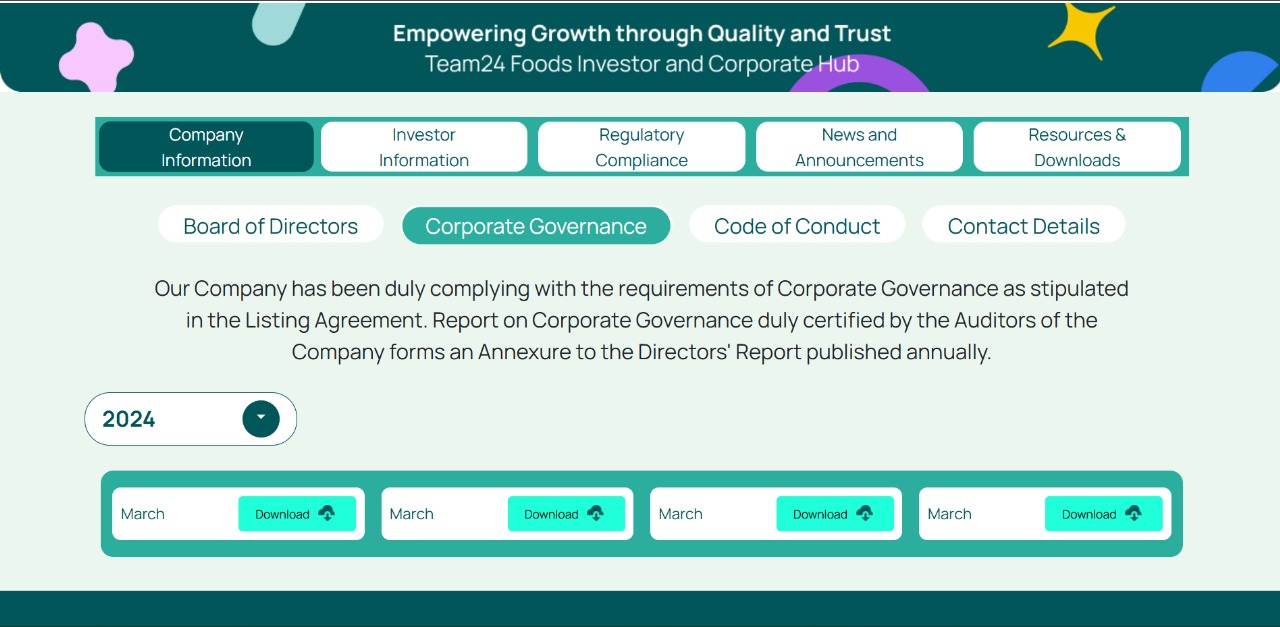 Empowering Growth through Quality and Trust
Team24 Foods Investor and Corporate Hub
Company
Information
Investor
Information
Regulatory
Compliance
News and
Announcements
Resources &
Downloads
Board of Directors
Corporate Governance
Code of Conduct
Contact Details
Our Company has been duly complying with the requirements of Corporate Governance as stipulated
in the Listing Agreement. Report on Corporate Governance duly certified by the Auditors of the
Company forms an Annexure to the Directors' Report published annually.
2024
March Download
March Download
March Download
March Download